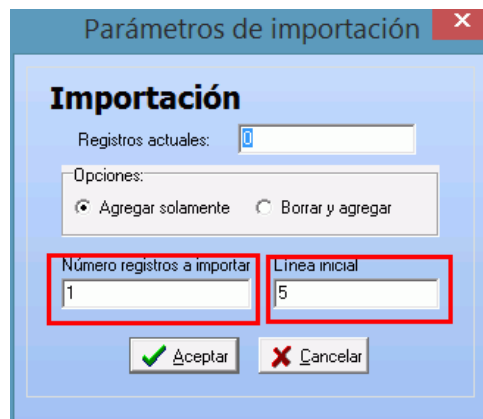 Parámetros de importación
Importación
Registros actuales: 0
Opciones:
Agregar solamente Borrar y agregar
Número registros a importar Línea inicial
1 5
Aceptar Cancelar